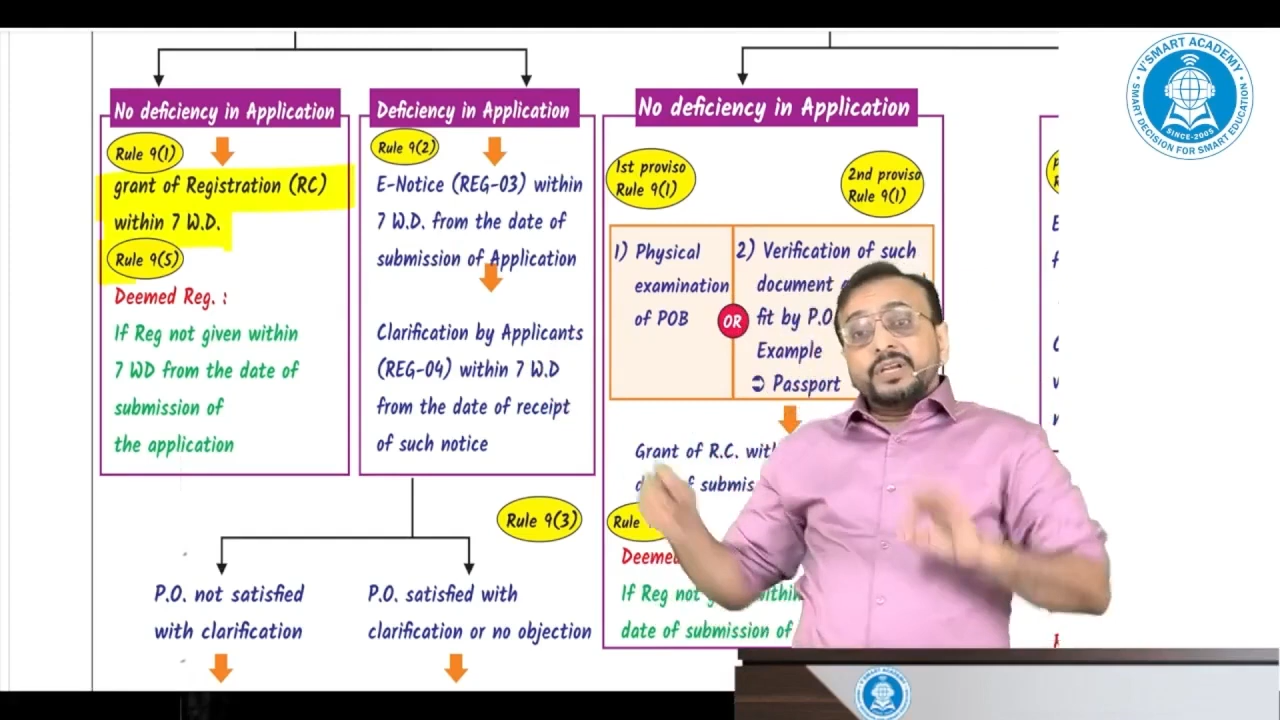 No deficiency in Application
Rule 9(1)
grant of Registration (RC)
within 7 W.D.
Rule 9(5)
Deemed Reg. :
If Reg not given within
7 WD from the date of
submission of
the application
Deficiency in Application
Rule 9(2)
E-Notice (REG-03) within
7 W.D. from the date of
submission of Application
Clarification by Applicants
(REG-04) within 7 W.D
from the date of receipt
of such notice
Rule 9(3)
P.O. not satisfied
with clarification
P.O. satisfied with
clarification or no objection
No deficiency in Application
1st proviso
Rule 9(1)
2nd proviso
Rule 9(1)
1) Physical
examination
of POB
OR
2) Verification of such
document
fit by P.O
Example
➲ Passport
Grant of R.C.
submis
Rule
Deemed
If Reg not
date of submission of
V'SMART ACADEMY
SINCE-2005
SMART DECISION FOR SMART EDUCATION